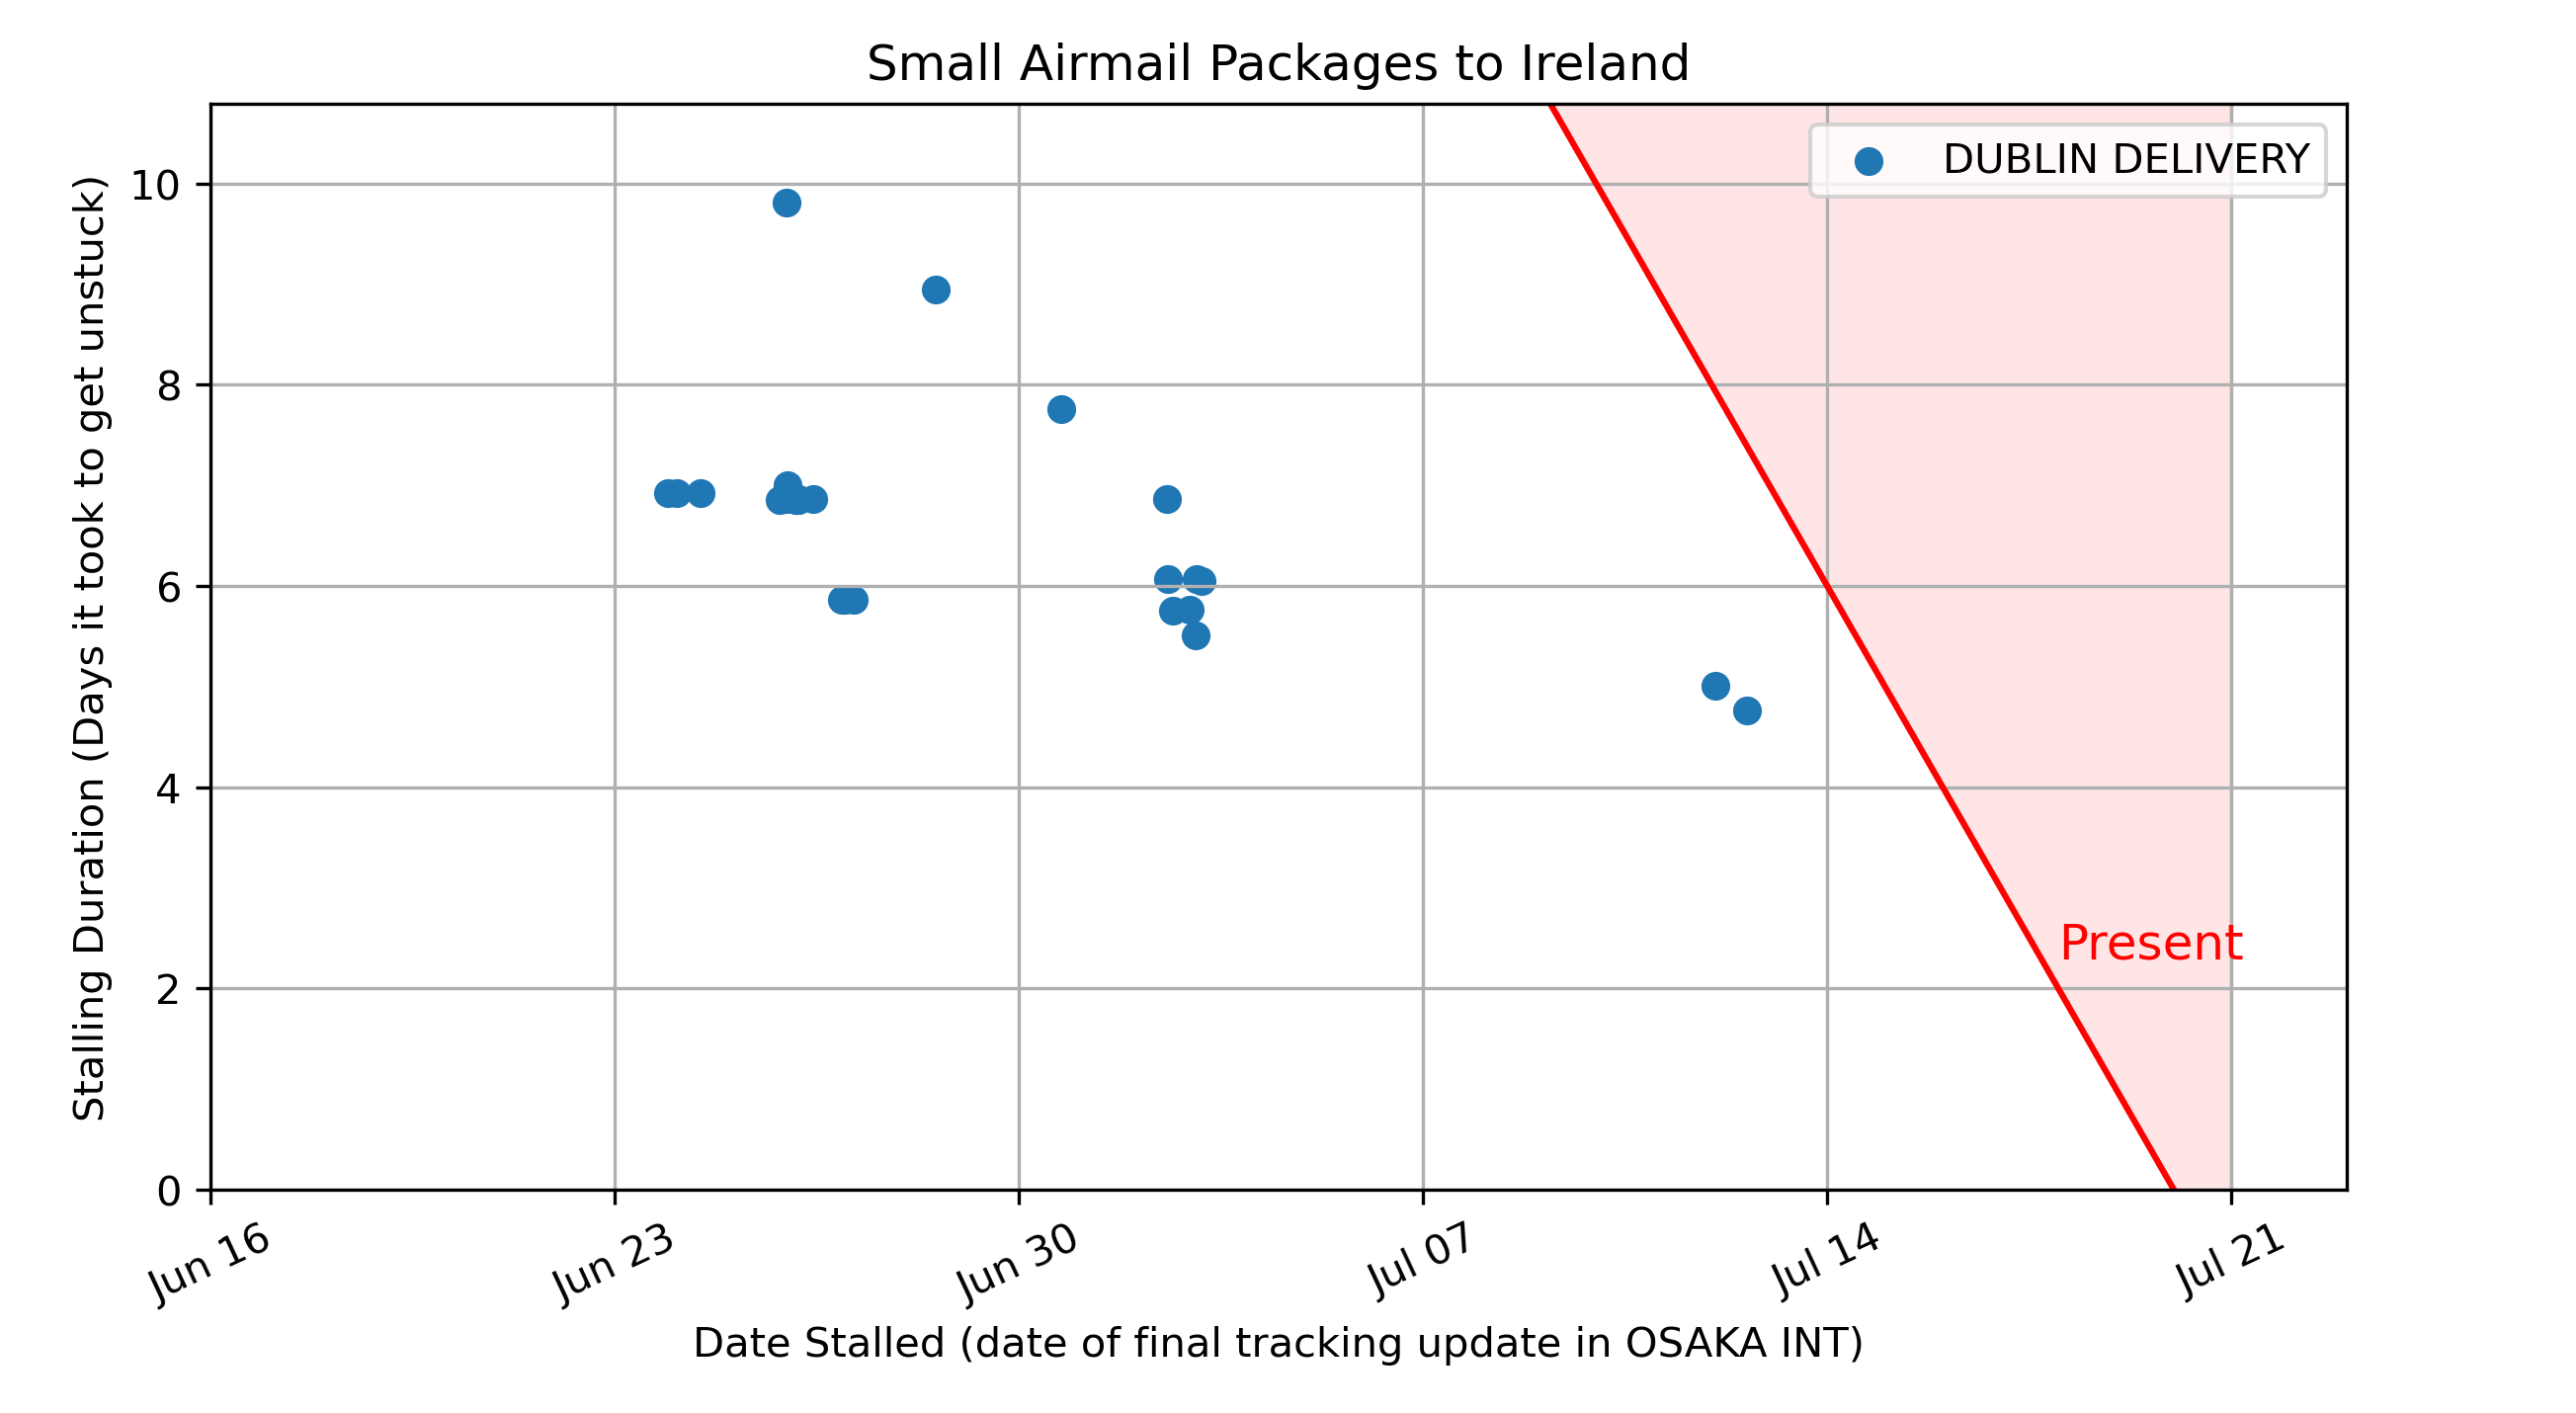 Small Airmail Packages to Ireland
DUBLIN DELIVERY
Stalling Duration (Days it took to get unstuck)
10
8
6
4
2
0
Present
Jun 16
Jun 23
Jun 30
Jul 07
Jul 14
Jul 21
Date Stalled (date of final tracking update in OSAKA INT)